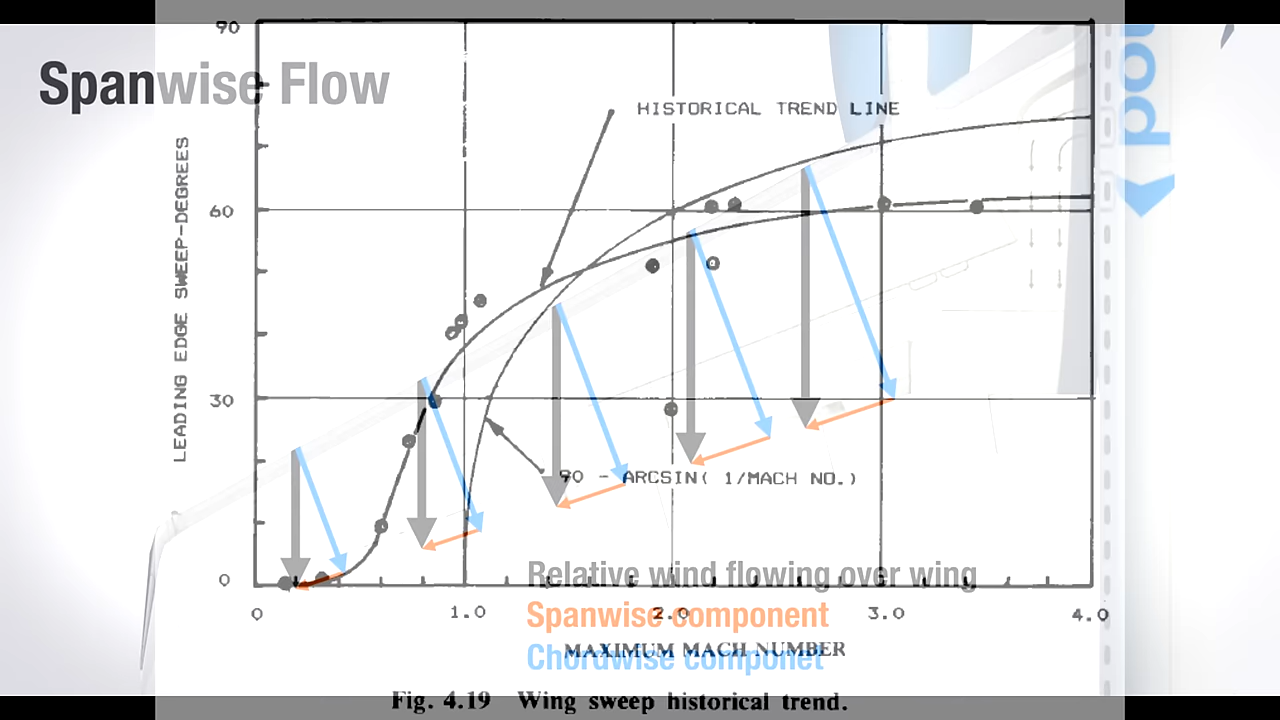 90
Spanwise Flow
HISTORICAL TREND LINE
LEADING EDGE SWEEP-DEGREES
60
30
90 - ARCSIN( 1/MACH NO.)
0
Relative wind flowing over wing
0 1.0 2.0 3.0 4.0
Spanwise component
MAXIMUM MACH NUMBER
Chordwise componet
Fig. 4.19 Wing sweep historical trend.